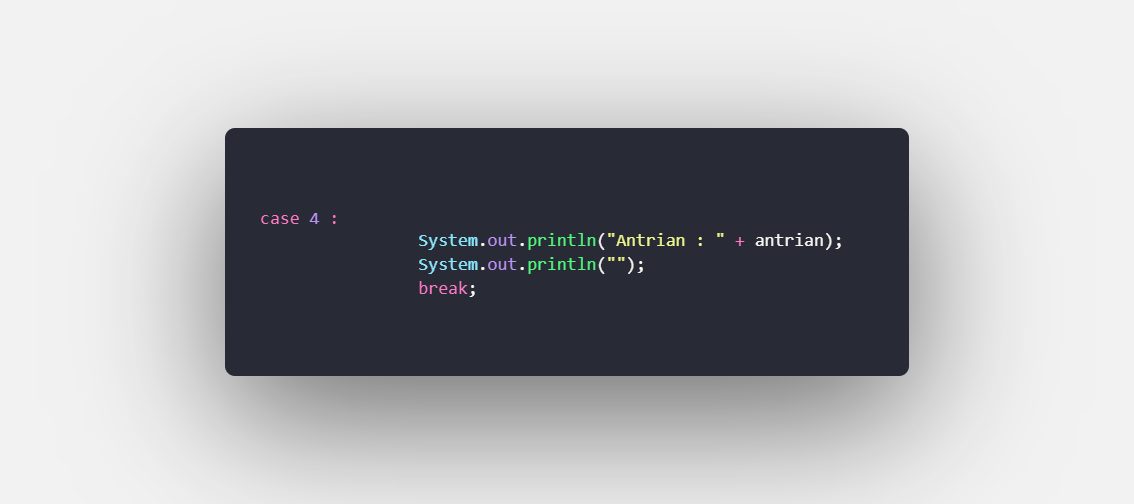 case 4 :
System.out.println("Antrian : " + antrian);
System.out.println("");
break;